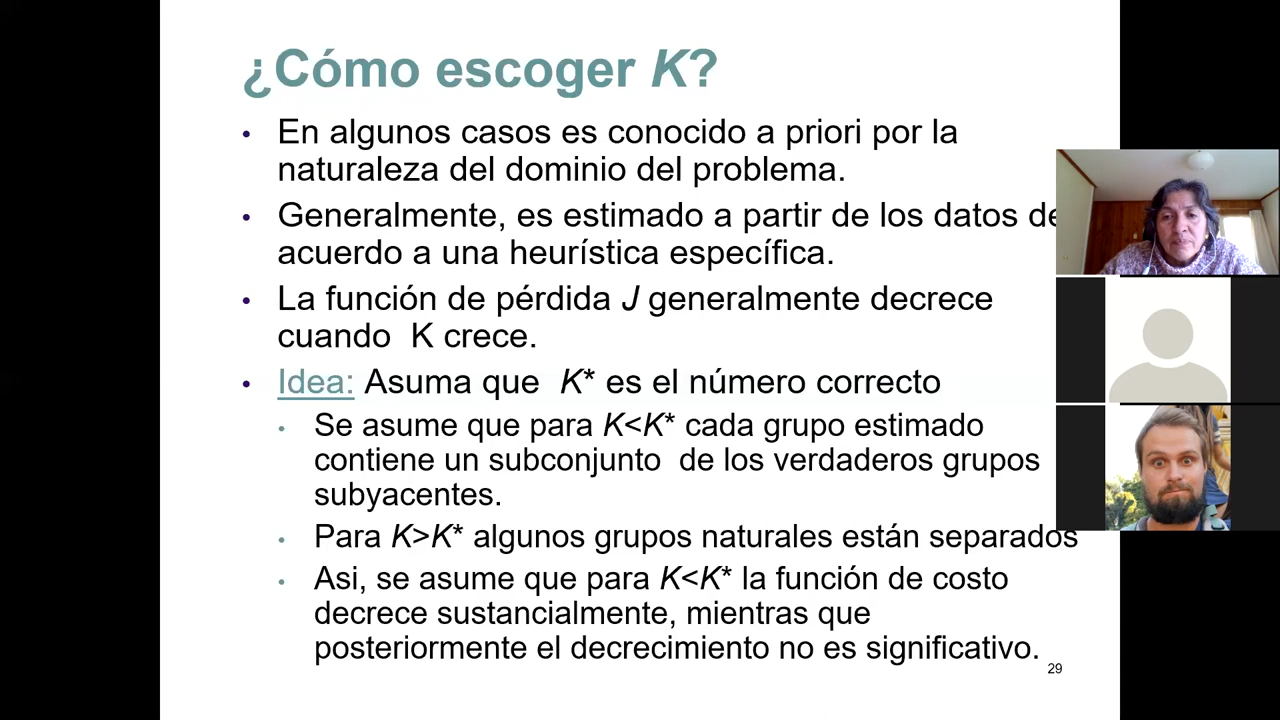 ¿Cómo escoger K?
• En algunos casos es conocido a priori por la
naturaleza del dominio del problema.
• Generalmente, es estimado a partir de los datos de
acuerdo a una heurística específica.
• La función de pérdida J generalmente decrece
cuando K crece.
• Idea: Asuma que K* es el número correcto
• Se asume que para K<K* cada grupo estimado
contiene un subconjunto de los verdaderos grupos
subyacentes.
• Para K>K* algunos grupos naturales están separados
• Asi, se asume que para K<K* la función de costo
decrece sustancialmente, mientras que
posteriormente el decrecimiento no es significativo.
29